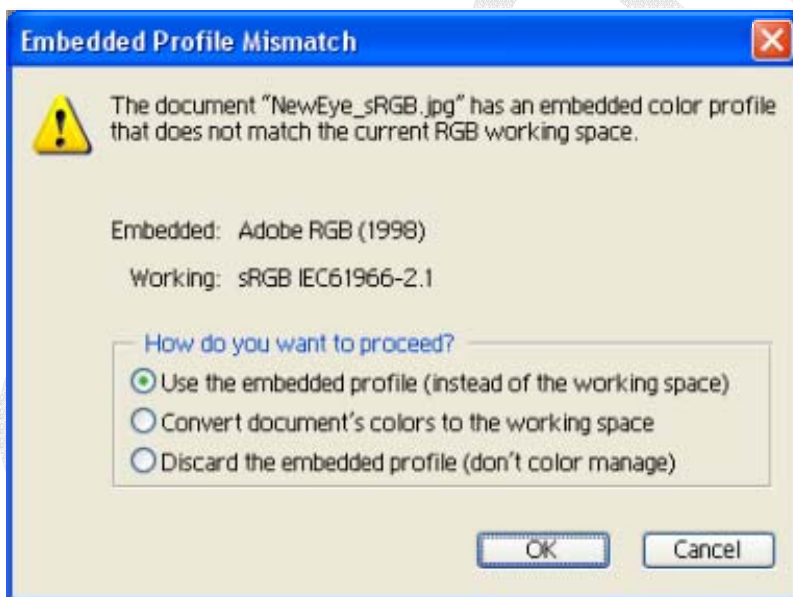 Embedded Profile Mismatch
The document "NewEye_sRGB.jpg" has an embedded color profile
that does not match the current RGB working space.
Embedded: Adobe RGB (1998)
Working: sRGB IEC61966-2.1
How do you want to proceed?
Use the embedded profile (instead of the working space)
Convert document's colors to the working space
Discard the embedded profile (don't color manage)
OK Cancel